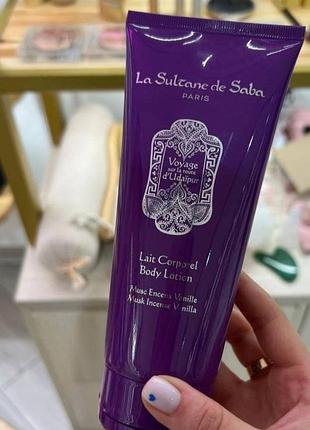 La Sultane de Saba
PARIS
Voyage
sur la route
d'Udaïpur
Lait Corporel
Body Lotion
Musc Encens Vanille
Musk Incense Vanilla